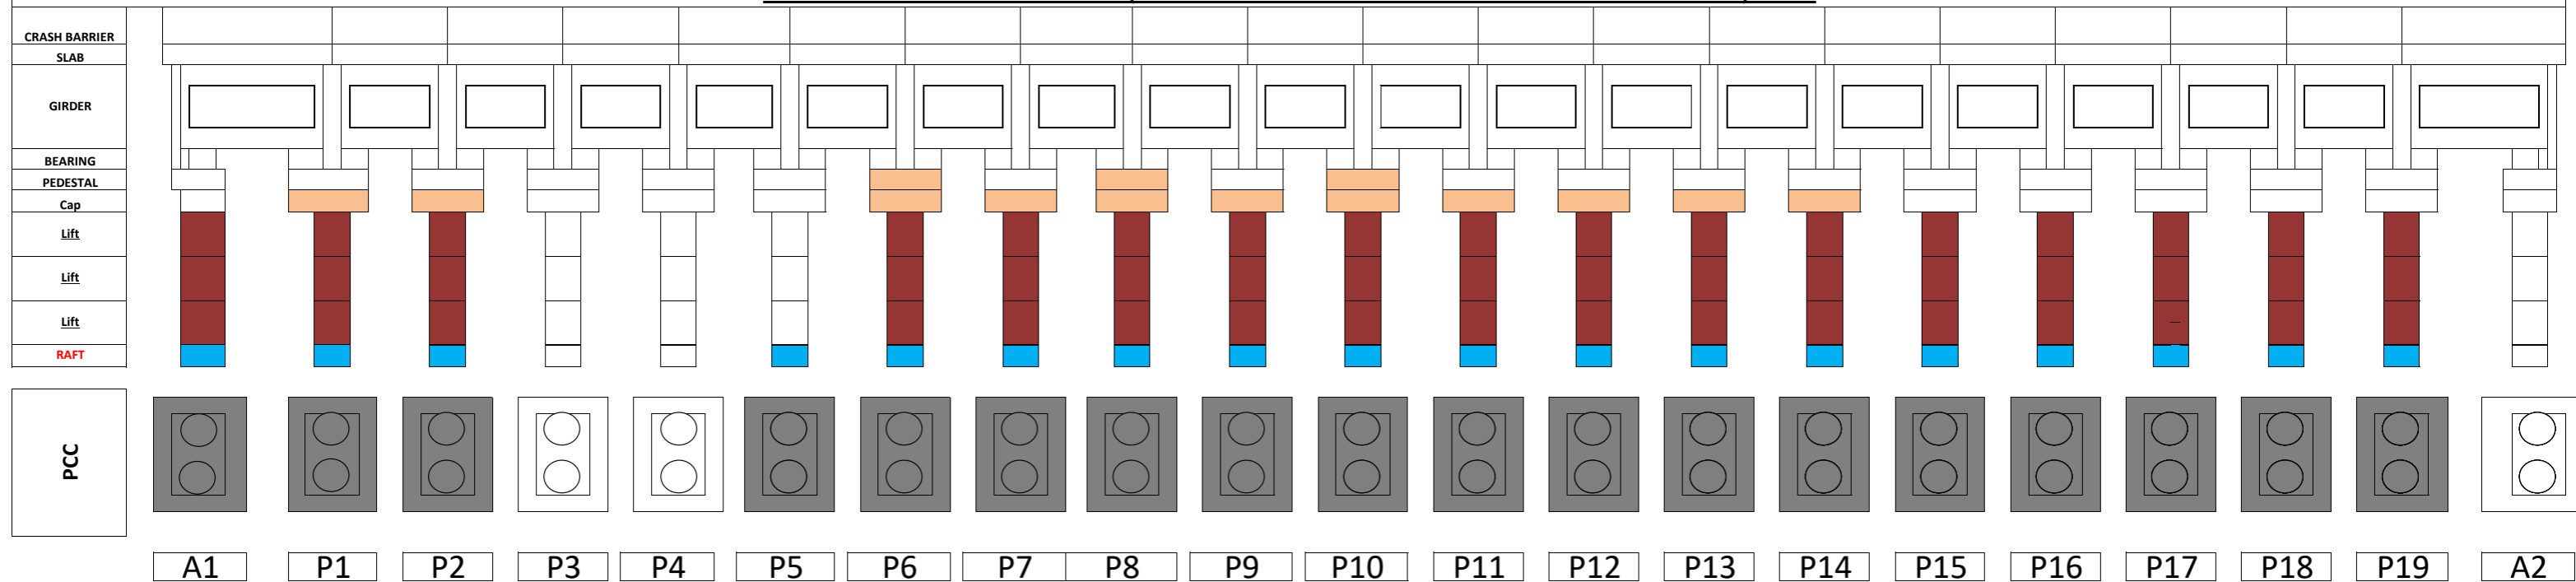 CRASH BARRIER
SLAB
GIRDER
BEARING
PEDESTAL
Cap
Lift
Lift
Lift
RAFT
PCC
A1 P1 P2 P3 P4 P5 P6 P7 P8 P9 P10 P11 P12 P13 P14 P15 P16 P17 P18 P19 A2